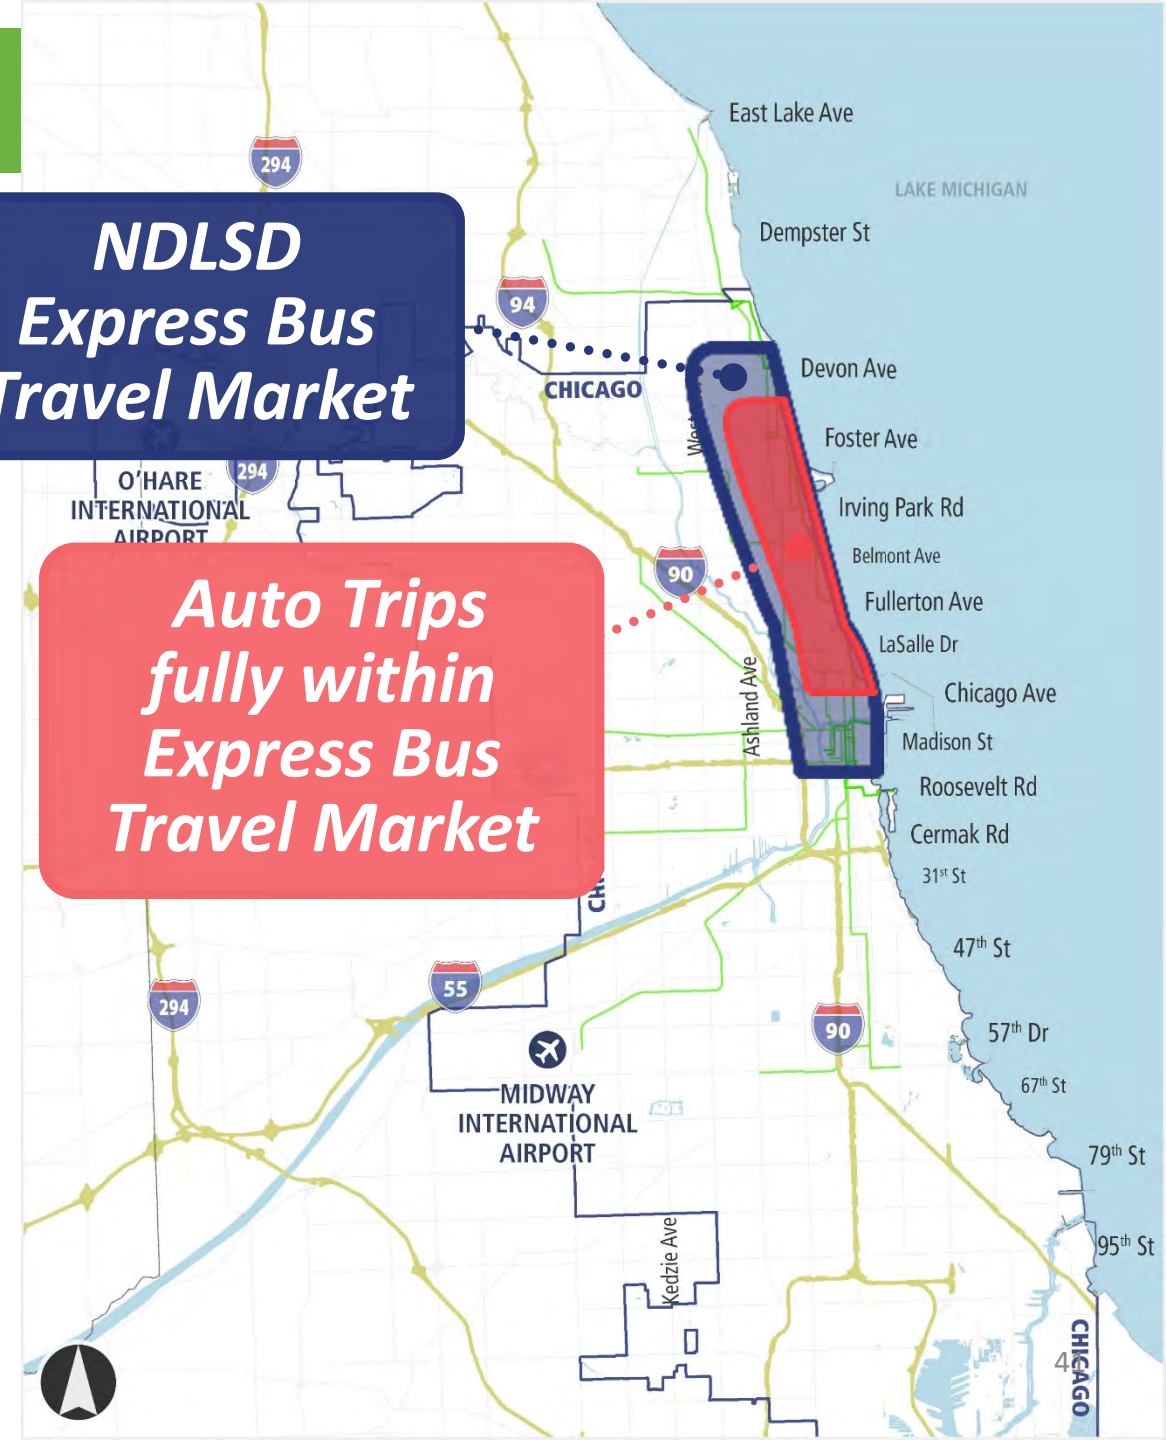 East Lake Ave
294
LAKE MICHIGAN
NDLSD
Express Bus
Travel Market
Dempster St
94
Devon Ave
CHICAGO
Foster Ave
294
O'HARE
INTERNATIONAL
AIRPORT
Irving Park Rd
Belmont Ave
90
Auto Trips
fully within
Express Bus
Travel Market
Fullerton Ave
LaSalle Dr
Ashland Ave
Chicago Ave
Madison St
Roosevelt Rd
Cermak Rd
31st St
47th St
55
294
90
57th Dr
67th St
MIDWAY
INTERNATIONAL
AIRPORT
79th St
Kedzie Ave
95th St
CHICAGO